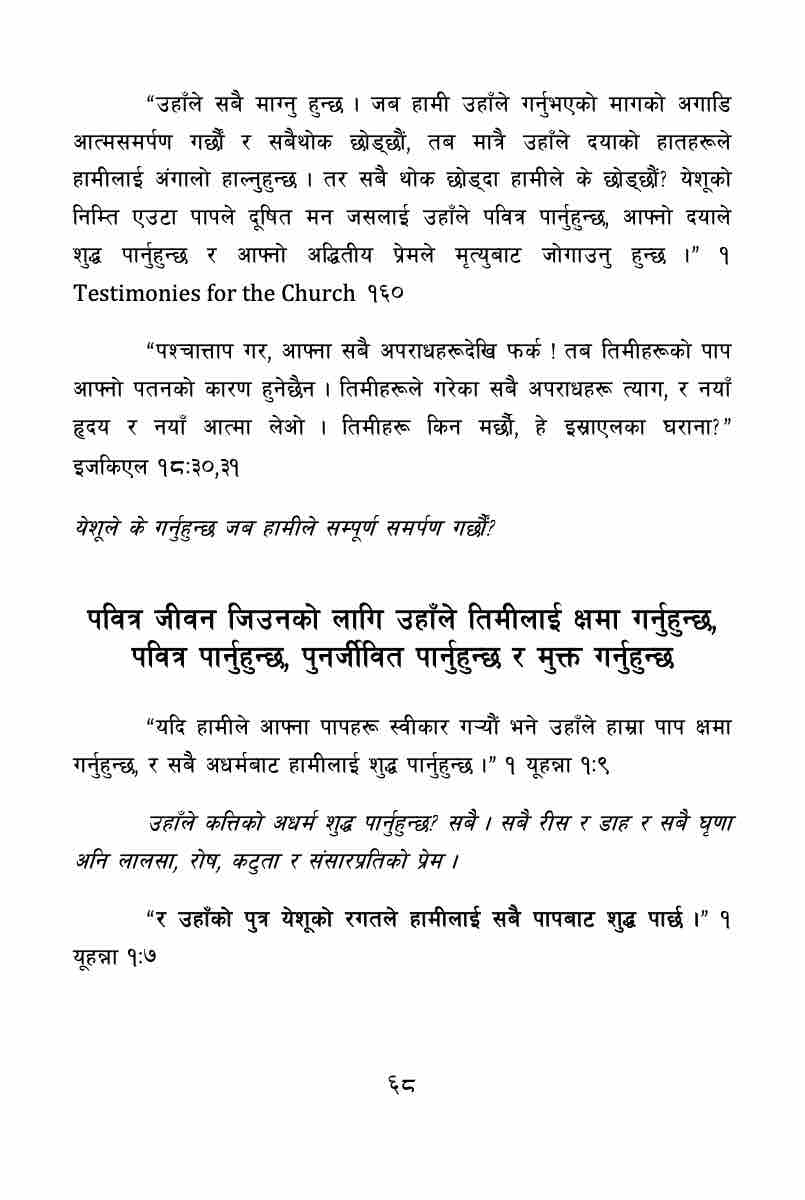 “उहाँले सबै माग्नु हुन्छ । जब हामी उहाँले गर्नुभएको मागको अगाडि
आत्मसमर्पण गर्छौं र सबैथोक छोड्छौं, तब मात्रै उहाँले दयाको हातहरूले
हामीलाई अंगालो हाल्नुहुन्छ । तर सबै थोक छोड्दा हामीले के छोड्छौं? येशूको
निम्ति एउटा पापले दूषित मन जसलाई उहाँले पवित्र पार्नुहुन्छ, आफ्नो दयाले
शुद्ध पार्नुहुन्छ र आफ्नो अद्धितीय प्रेमले मृत्युबाट जोगाउनु हुन्छ ।” १
Testimonies for the Church १६०
“पश्चात्ताप गर, आफ्ना सबै अपराधहरूदेखि फर्क ! तब तिमीहरूको पाप
आफ्नो पतनको कारण हुनेछैन । तिमीहरूले गरेका सबै अपराधहरू त्याग, र नयाँ
हृदय र नयाँ आत्मा लेओ । तिमीहरू किन मर्छौ, हे इस्राएलका घराना?”
इजकिएल १८:३०,३१
येशूले के गर्नुहुन्छ जब हामीले सम्पूर्ण समर्पण गर्छौं?
पवित्र जीवन जिउनको लागि उहाँले तिमीलाई क्षमा गर्नुहुन्छ,
पवित्र पार्नुहुन्छ, पुनर्जीवित पार्नुहुन्छ र मुक्त गर्नुहुन्छ
“यदि हामीले आफ्ना पापहरू स्वीकार गर्‍यौं भने उहाँले हाम्रा पाप क्षमा
गर्नुहुन्छ, र सबै अधर्मबाट हामीलाई शुद्ध पार्नुहुन्छ ।” १ यूहन्ना १:९
उहाँले कत्तिको अधर्म शुद्ध पार्नुहुन्छ? सबै । सबै रीस र डाह र सबै घृणा
अनि लालसा, रोष, कटुता र संसारप्रतिको प्रेम ।
“र उहाँको पुत्र येशूको रगतले हामीलाई सबै पापबाट शुद्ध पार्छ ।” १
यूहन्ना १:७
६८